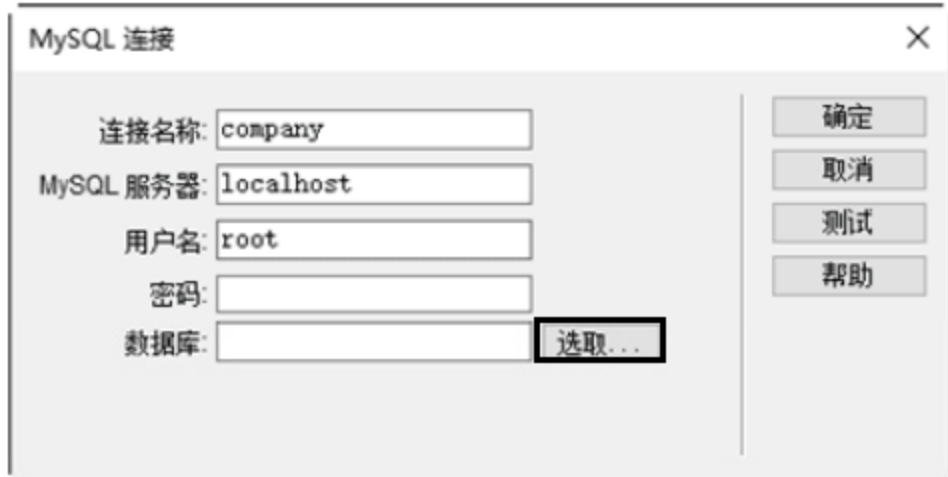 MySQL 连接
连接名称: company
MySQL 服务器: localhost
用户名: root
密码:
数据库:
选取...
确定
取消
测试
帮助